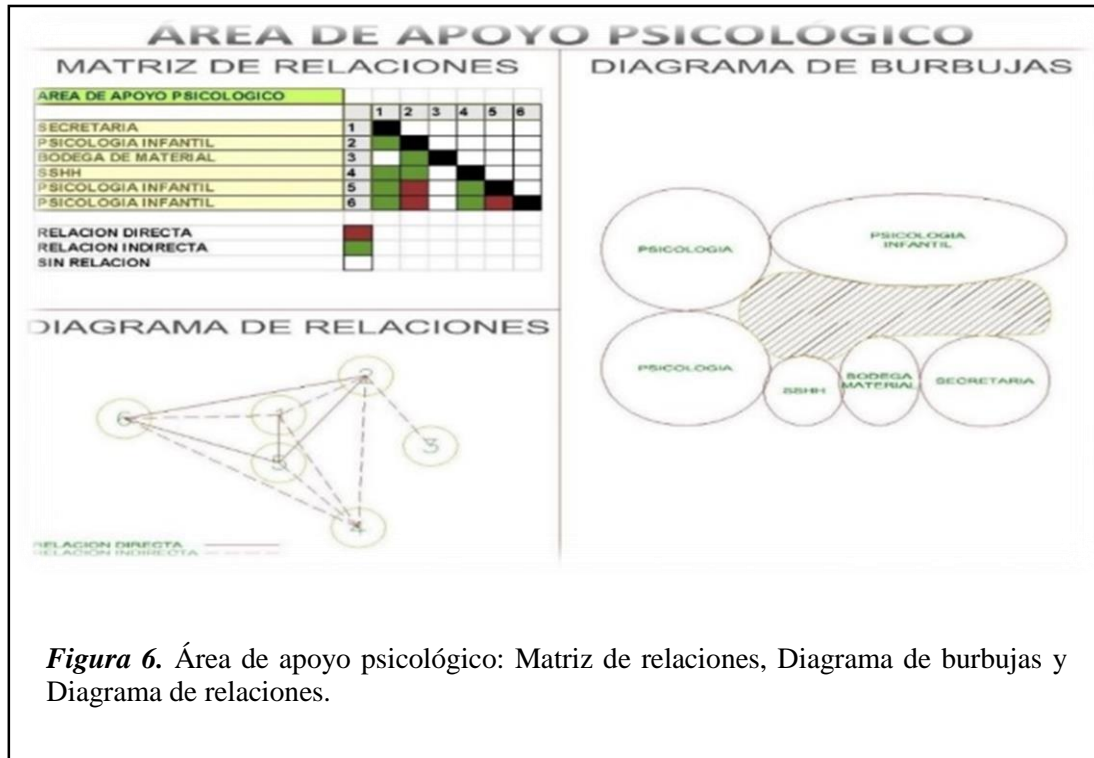 ÁREA DE APOYO PSICOLÓGICO
MATRIZ DE RELACIONES
AREA DE APOYO PSICOLOGICO
1 2 3 4 5 6
SECRETARIA 1
PSICOLOGIA INFANTIL 2
BODEGA DE MATERIAL 3
SSHH 4
PSICOLOGIA INFANTIL 5
PSICOLOGIA INFANTIL 6
RELACION DIRECTA
RELACION INDIRECTA
SIN RELACION
DIAGRAMA DE RELACIONES
2
6
1
3
5
4
RELACION DIRECTA
RELACION INDIRECTA
DIAGRAMA DE BURBUJAS
PSICOLOGIA
PSICOLOGIA
INFANTIL
PSICOLOGIA
SSHH
BODEGA
MATERIAL
SECRETARIA
Figura 6. Área de apoyo psicológico: Matriz de relaciones, Diagrama de burbujas y
Diagrama de relaciones.